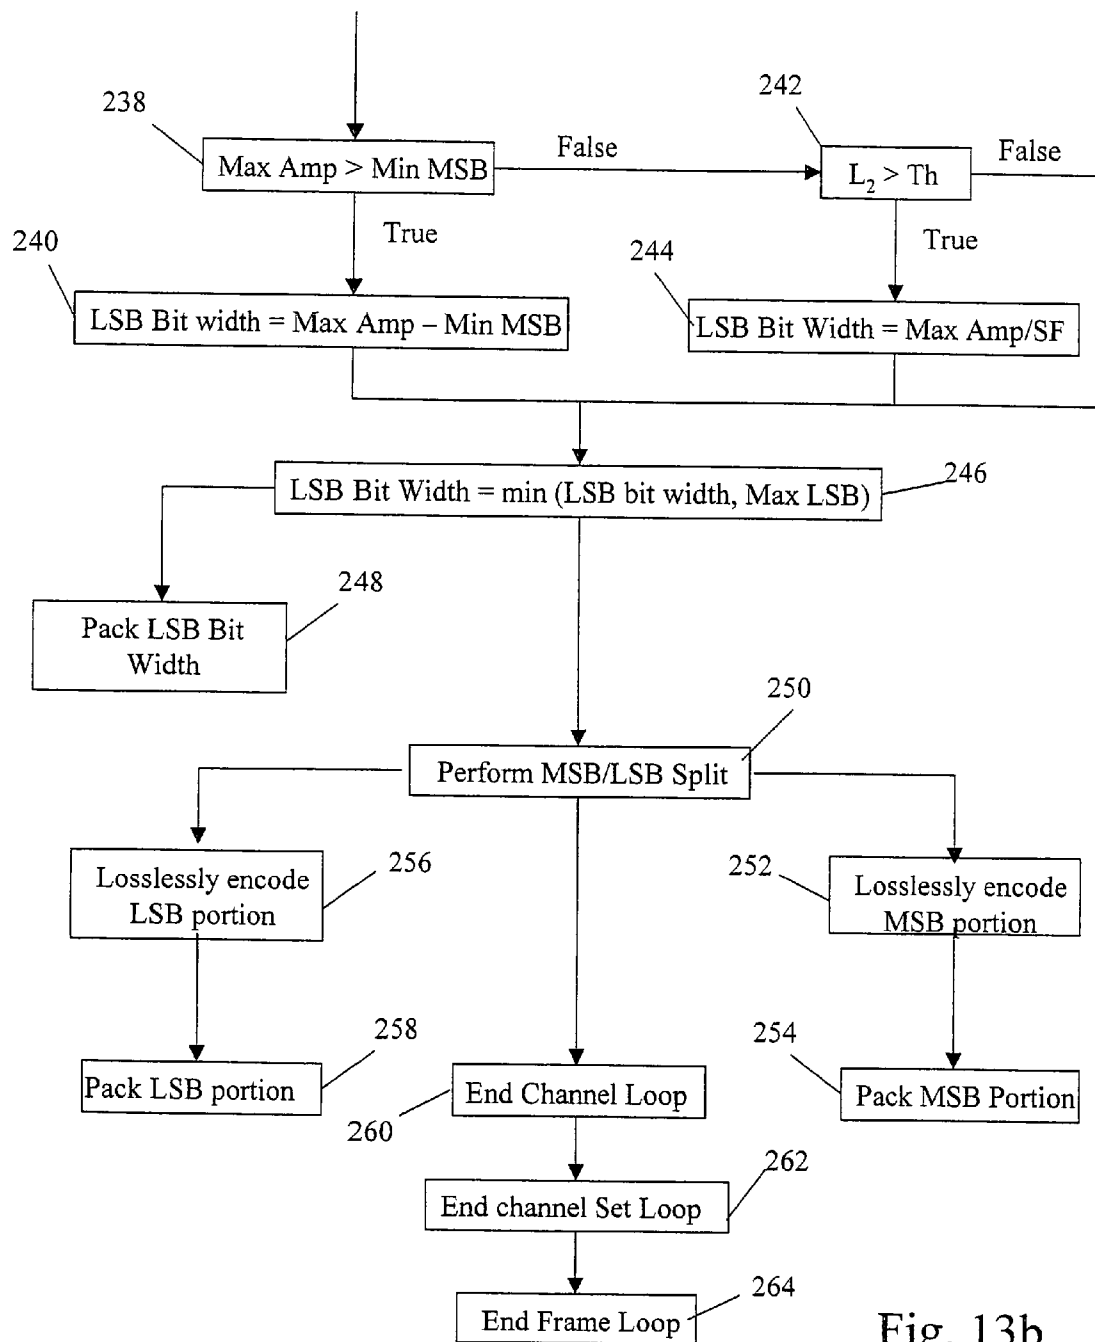 238
242
Max Amp > Min MSB
False
L2 > Th
False
True
True
240
244
LSB Bit width = Max Amp – Min MSB
LSB Bit Width = Max Amp/SF
LSB Bit Width = min (LSB bit width, Max LSB)
246
248
Pack LSB Bit
Width
250
Perform MSB/LSB Split
256
Losslessly encode
LSB portion
252
Losslessly encode
MSB portion
258
Pack LSB portion
254
Pack MSB Portion
End Channel Loop
260
262
End channel Set Loop
264
End Frame Loop
Fig. 13b